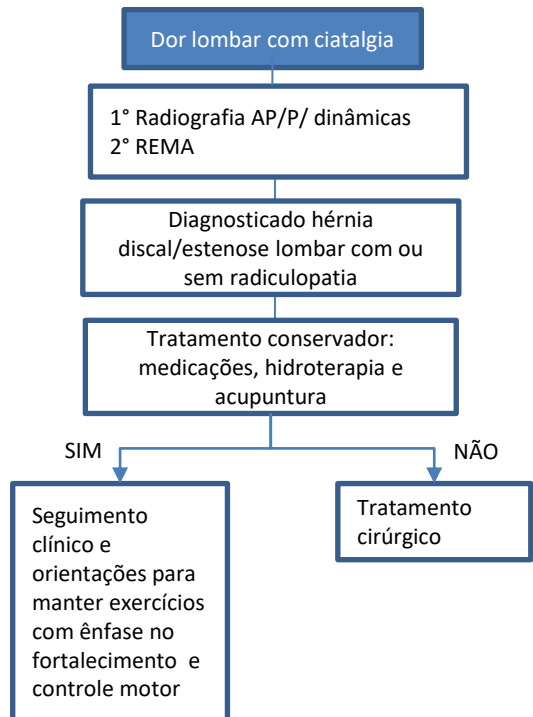 Dor lombar com ciatalgia
1° Radiografia AP/P/ dinâmicas
2° REMA
Diagnosticado hérnia
discal/estenose lombar com ou
sem radiculopatia
Tratamento conservador:
medicações, hidroterapia e
acupuntura
SIM
NÃO
Seguimento
clínico e
orientações para
manter exercícios
com ênfase no
fortalecimento e
controle motor
Tratamento
cirúrgico